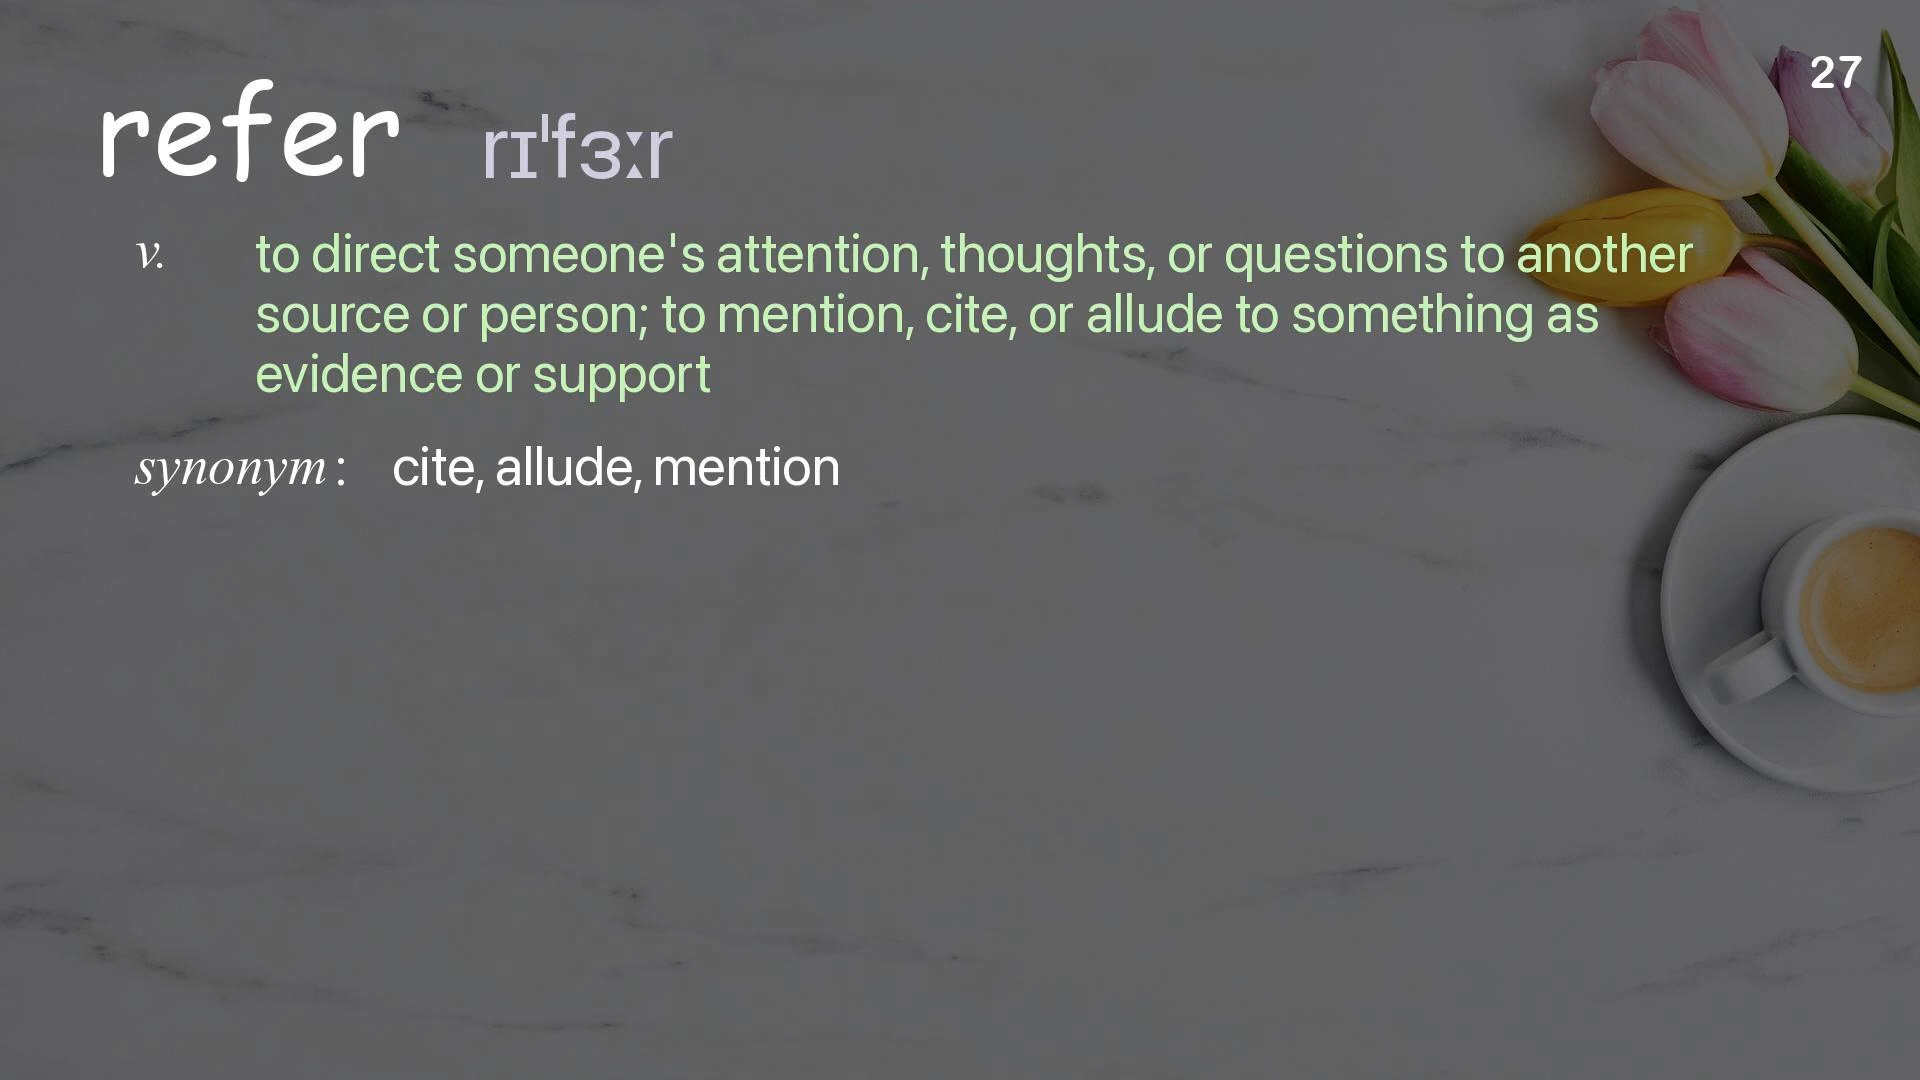 27
refer rɪˈfɜːr
v. to direct someone's attention, thoughts, or questions to another
source or person; to mention, cite, or allude to something as
evidence or support
synonym : cite, allude, mention